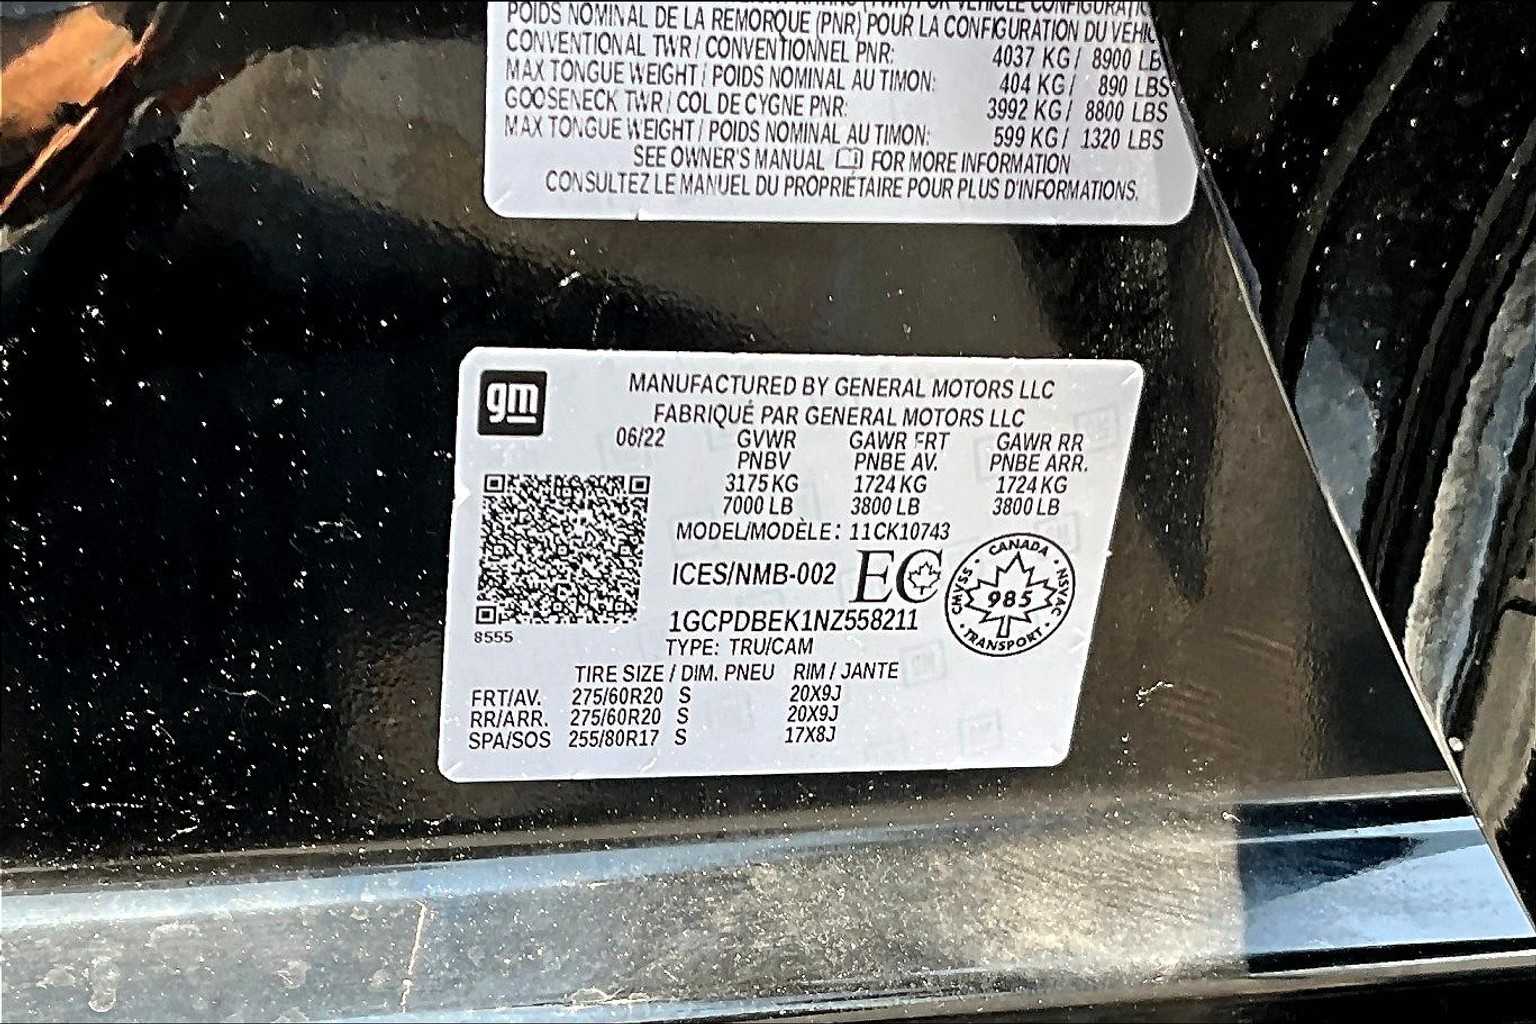 (TWR) FOR VEHICLE CONFIGURATIO
POIDS NOMINAL DE LA REMORQUE (PNR) POUR LA CONFIGURATION DU VÉHIC
CONVENTIONAL TWR / CONVENTIONNEL PNR: 4037 KG / 8900 LB
MAX TONGUE WEIGHT / POIDS NOMINAL AU TIMON: 404 KG / 890 LBS
GOOSENECK TWR / COL DE CYGNE PNR: 3992 KG / 8800 LBS
MAX TONGUE WEIGHT / POIDS NOMINAL AU TIMON: 599 KG / 1320 LBS
SEE OWNER'S MANUAL FOR MORE INFORMATION
CONSULTEZ LE MANUEL DU PROPRIÉTAIRE POUR PLUS D'INFORMATIONS.
gm
MANUFACTURED BY GENERAL MOTORS LLC
FABRIQUÉ PAR GENERAL MOTORS LLC
06/22 GVWR GAWR FRT GAWR RR
PNBV PNBE AV. PNBE ARR.
3175 KG 1724 KG 1724 KG
7000 LB 3800 LB 3800 LB
MODEL/MODÈLE: 11CK10743
ICES/NMB-002 EC
CANADA
CMVSS 985 NSVAC
TRANSPORT
1GCPDBEK1NZ558211
8555
TYPE: TRU/CAM
TIRE SIZE / DIM. PNEU RIM / JANTE
FRT/AV. 275/60R20 S 20X9J
RR/ARR. 275/60R20 S 20X9J
SPA/SOS 255/80R17 S 17X8J